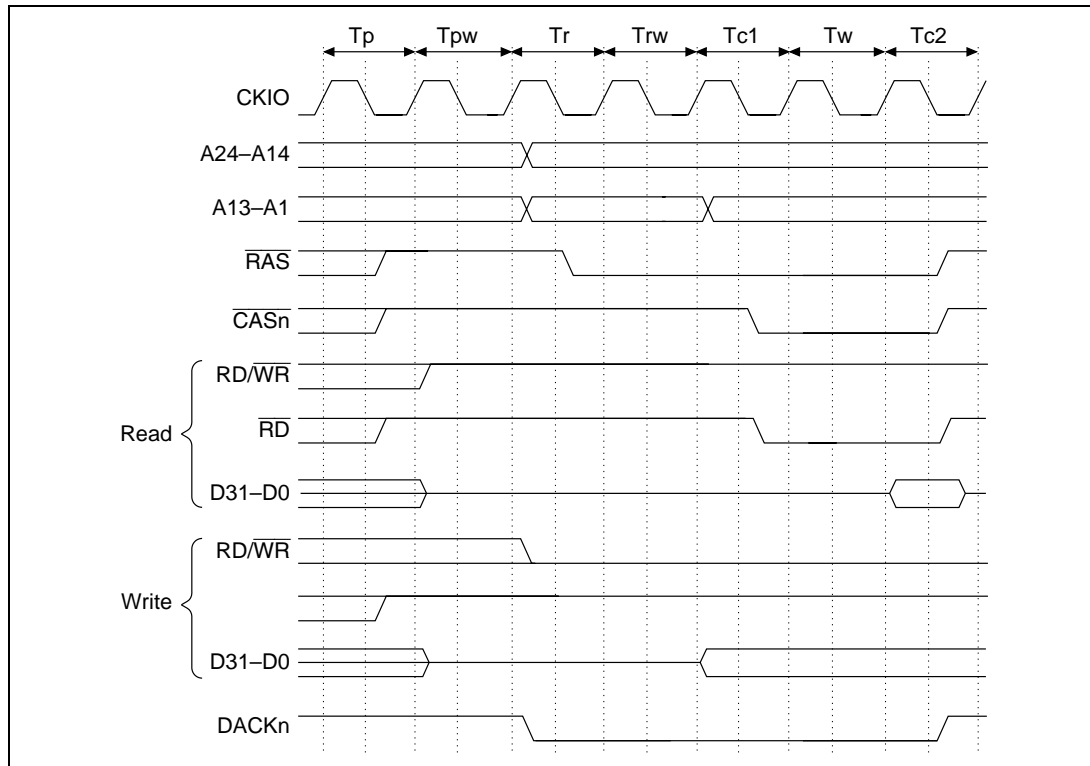 Tp Tpw Tr Trw Tc1 Tw Tc2
CKIO
A24–A14
A13–A1
RAS
CASn
Read
RD/WR
RD
D31–D0
Write
RD/WR
D31–D0
DACKn